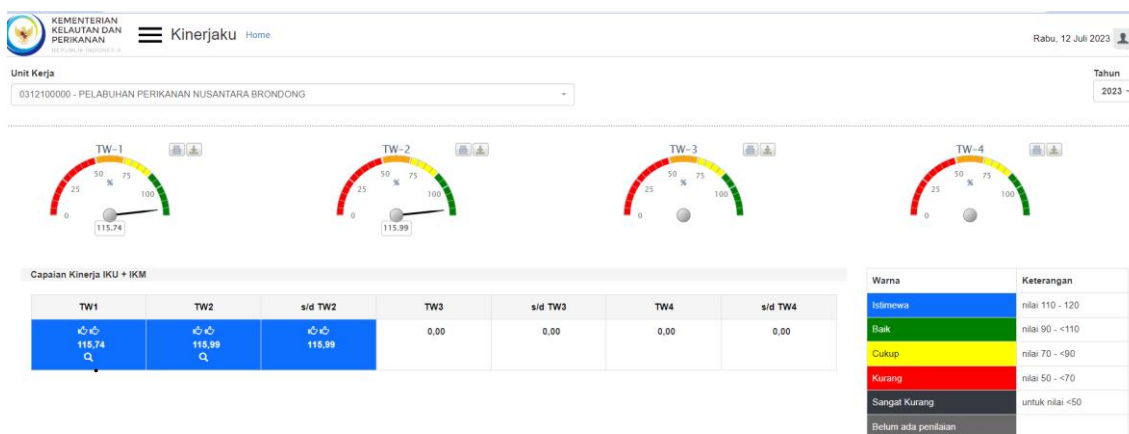 KEMENTERIAN
KELAUTAN DAN
PERIKANAN
REPUBLIK INDONESIA
Kinerjaku Home
Rabu, 12 Juli 2023
Unit Kerja
Tahun
0312100000 - PELABUHAN PERIKANAN NUSANTARA BRONDONG
2023
TW-1
0 25 50 75 100
%
115.74
TW-2
0 25 50 75 100
%
115.99
TW-3
0 25 50 75 100
%
TW-4
0 25 50 75 100
%
Capaian Kinerja IKU + IKM
TW1 TW2 s/d TW2 TW3 s/d TW3 TW4 s/d TW4
115,74 115,99 115,99 0,00 0,00 0,00 0,00
Warna Keterangan
Istimewa nilai 110 - 120
Baik nilai 90 - <110
Cukup nilai 70 - <90
Kurang nilai 50 - <70
Sangat Kurang untuk nilai <50
Belum ada penilaian